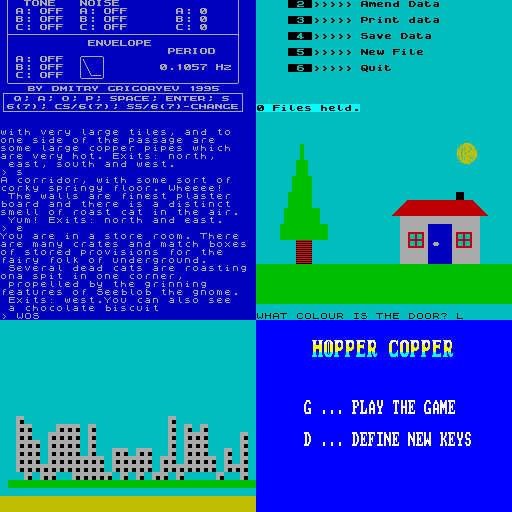 TONE NOISE
A: OFF A: OFF A: 0
B: OFF B: OFF B: 0
C: OFF C: OFF C: 0
ENVELOPE
PERIOD
A: OFF
B: OFF 0.1057 Hz
C: OFF
BY DMITRY GRIGORYEV 1995
Q; A; O; P; SPACE; ENTER; S
6(7); CS/6(7); SS/6(7)-CHANGE
with very large tiles, and to
one side of the passage are
some large copper pipes which
are very hot. Exits: north,
east, south and west.
> s
A corridor, with some sort of
corky springy floor. Wheeee!
The walls are finest plaster
board and there is a distinct
smell of roast cat in the air.
Yum! Exits: north and east.
> e
You are in a store room. There
are many crates and match boxes
of stored provisions for the
fairy folk of underground.
Several dead cats are roasting
ona spit in one corner,
propelled by the grinning
features of Seeblob the gnome.
Exits: west.You can also see
a chocolate biscuit
> WOS
2 >>>>> Amend Data
3 >>>>> Print data
4 >>>>> Save Data
5 >>>>> New File
6 >>>>> Quit
0 Files held.
WHAT COLOUR IS THE DOOR? L
HOPPER COPPER
G ... PLAY THE GAME
D ... DEFINE NEW KEYS